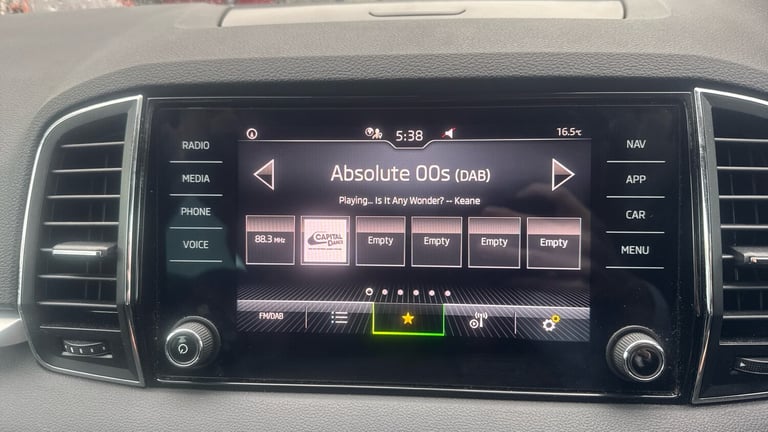 5:38
16.5°C
RADIO
MEDIA
PHONE
VOICE
Absolute 00s (DAB)
Playing... Is It Any Wonder? -- Keane
88.3 MHz
CAPITAL
DANCE
Empty
Empty
Empty
Empty
FM/DAB
NAV
APP
CAR
MENU